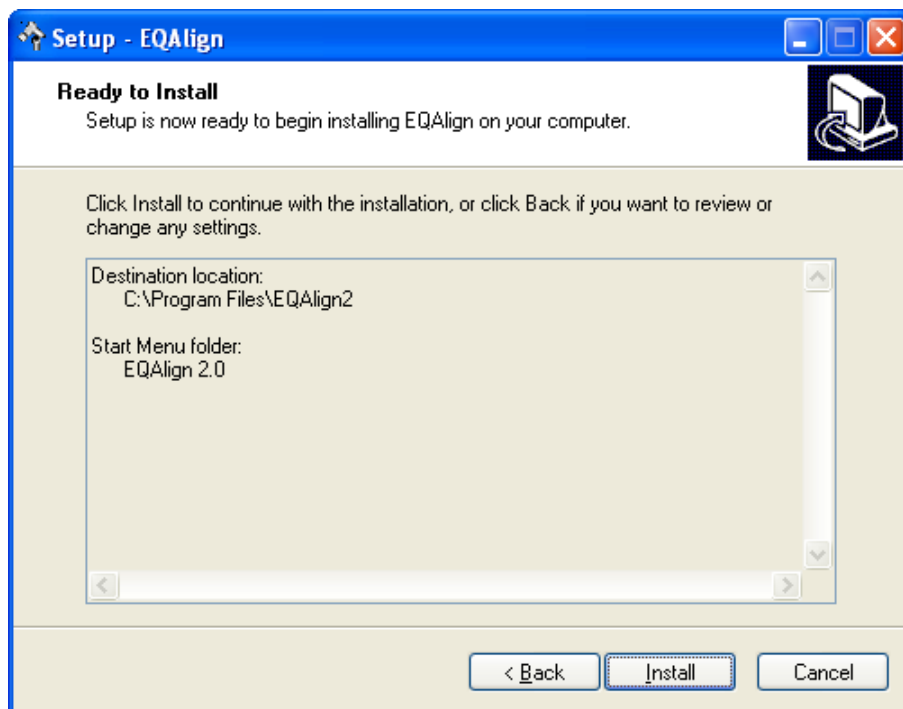 Setup - EQAlign
Ready to Install
Setup is now ready to begin installing EQAlign on your computer.
Click Install to continue with the installation, or click Back if you want to review or
change any settings.
Destination location:
C:\Program Files\EQAlign2
Start Menu folder:
EQAlign 2.0
< Back
Install
Cancel